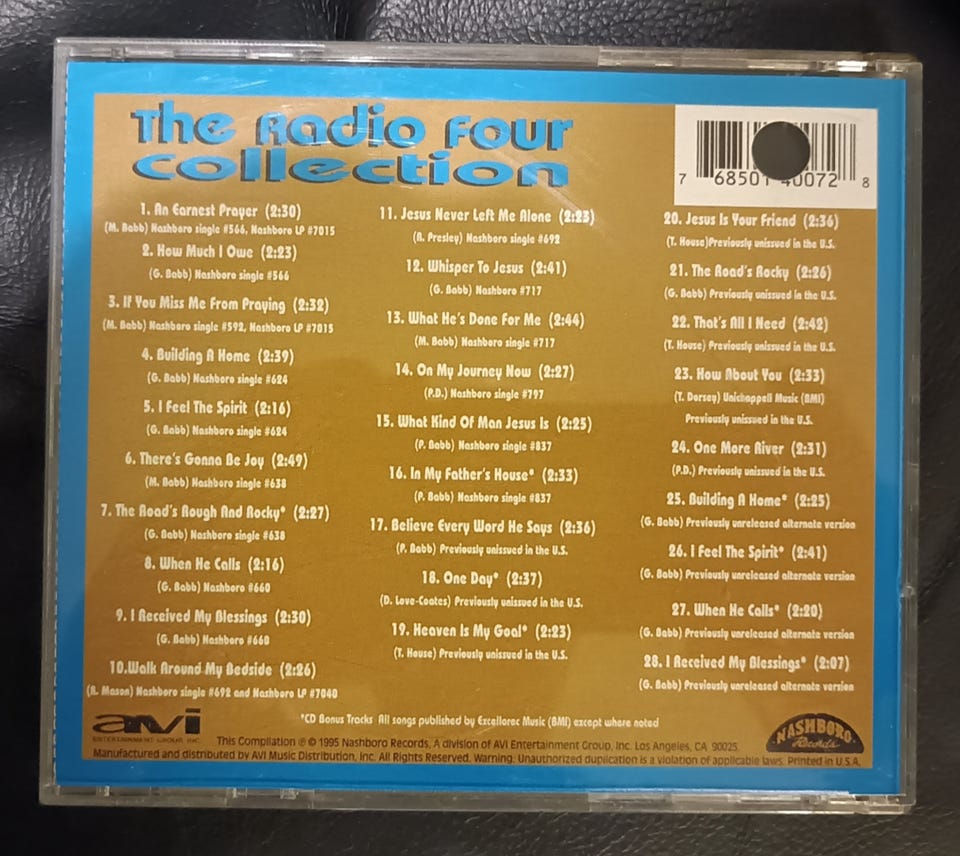 The Radio Four
Collection
7 68501 40072 8
1. An Earnest Prayer (2:30)
(M. Babb) Nashboro single #566, Nashboro LP #7015
2. How Much I Owe (2:23)
(G. Babb) Nashboro single #566
3. If You Miss Me From Praying (2:32)
(M. Babb) Nashboro single #592, Nashboro LP #7015
4. Building A Home (2:39)
(G. Babb) Nashboro single #624
5. I Feel The Spirit (2:16)
(G. Babb) Nashboro single #624
6. There's Gonna Be Joy (2:49)
(M. Babb) Nashboro single #638
7. The Road's Rough And Rocky* (2:27)
(G. Babb) Nashboro single #638
8. When He Calls (2:16)
(G. Babb) Nashboro #660
9. I Received My Blessings (2:30)
(G. Babb) Nashboro #660
10.Walk Around My Bedside (2:26)
(R. Mason) Nashboro single #692 and Nashboro LP #7040
11. Jesus Never Left Me Alone (2:23)
(R. Presley) Nashboro single #692
12. Whisper To Jesus (2:41)
(G. Babb) Nashboro #717
13. What He's Done For Me (2:44)
(M. Babb) Nashboro single #717
14. On My Journey Now (2:27)
(P.D.) Nashboro single #797
15. What Kind Of Man Jesus Is (2:25)
(P. Babb) Nashboro single #837
16. In My Father's House* (2:33)
(P. Babb) Nashboro single #837
17. Believe Every Word He Says (2:36)
(P. Babb) Previously unissued in the U.S.
18. One Day* (2:37)
(D. Love-Coates) Previously unissued in the U.S.
19. Heaven Is My Goal* (2:23)
(T. House) Previously unissued in the U.S.
20. Jesus Is Your Friend (2:36)
(T. House)Previously unissued in the U.S.
21. The Road's Rocky (2:26)
(G. Babb) Previously unissued in the U.S.
22. That's All I Need (2:42)
(T. House) Previously unissued in the U.S.
23. How About You (2:33)
(T. Dorsey) Unichappell Music (BMI)
Previously unissued in the U.S.
24. One More River (2:31)
(P.D.) Previously unissued in the U.S.
25. Building A Home* (2:25)
(G. Babb) Previously unreleased alternate version
26. I Feel The Spirit* (2:41)
(G. Babb) Previously unreleased alternate version
27. When He Calls* (2:20)
(G. Babb) Previously unreleased alternate version
28. I Received My Blessings* (2:07)
(G. Babb) Previously unreleased alternate version
*CD Bonus Tracks All songs published by Excellorec Music (BMI) except where noted
avi
ENTERTAINMENT GROUP, INC.
NASHBORO
Records
This Compilation ℗ © 1995 Nashboro Records, A division of AVI Entertainment Group, Inc. Los Angeles, CA 90025.
Manufactured and distributed by AVI Music Distribution, Inc. All Rights Reserved. Warning: Unauthorized duplication is a violation of applicable laws. Printed in U.S.A.